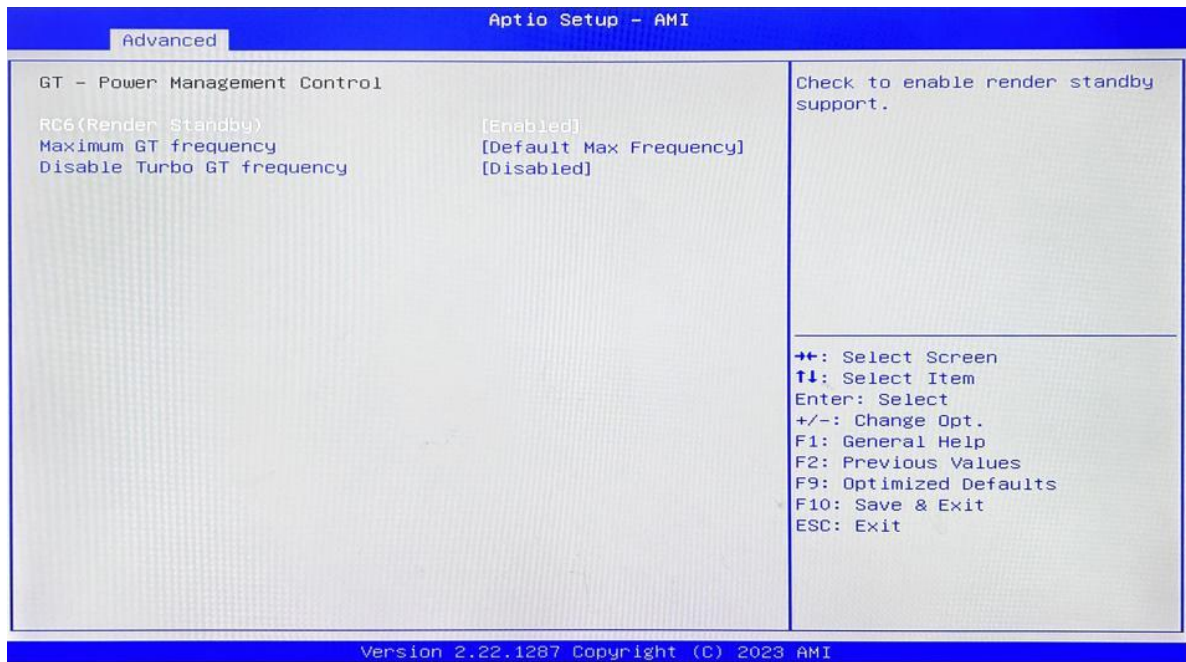 Aptio Setup – AMI
Advanced
GT – Power Management Control
RC6(Render Standby) [Enabled]
Maximum GT frequency [Default Max Frequency]
Disable Turbo GT frequency [Disabled]
Check to enable render standby
support.
→←: Select Screen
↑↓: Select Item
Enter: Select
+/-: Change Opt.
F1: General Help
F2: Previous Values
F9: Optimized Defaults
F10: Save & Exit
ESC: Exit
Version 2.22.1287 Copyright (C) 2023 AMI